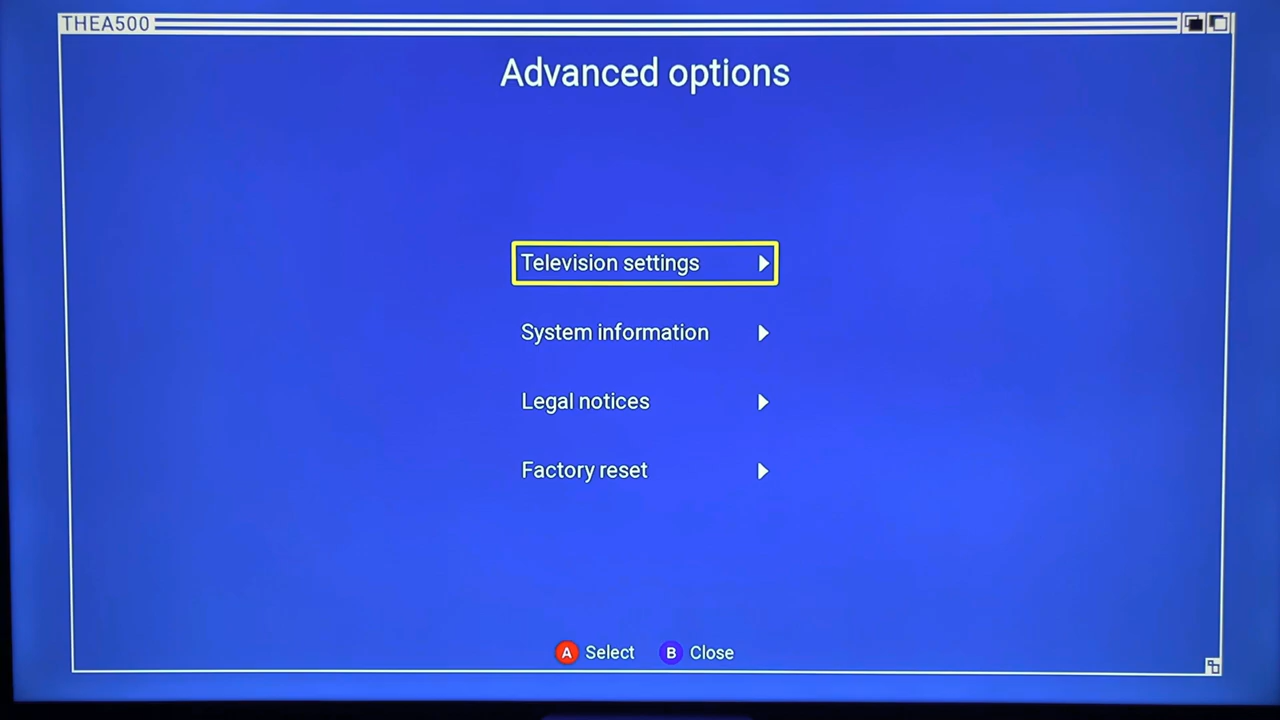 THEA500
Advanced options
Television settings
System information
Legal notices
Factory reset
A Select B Close